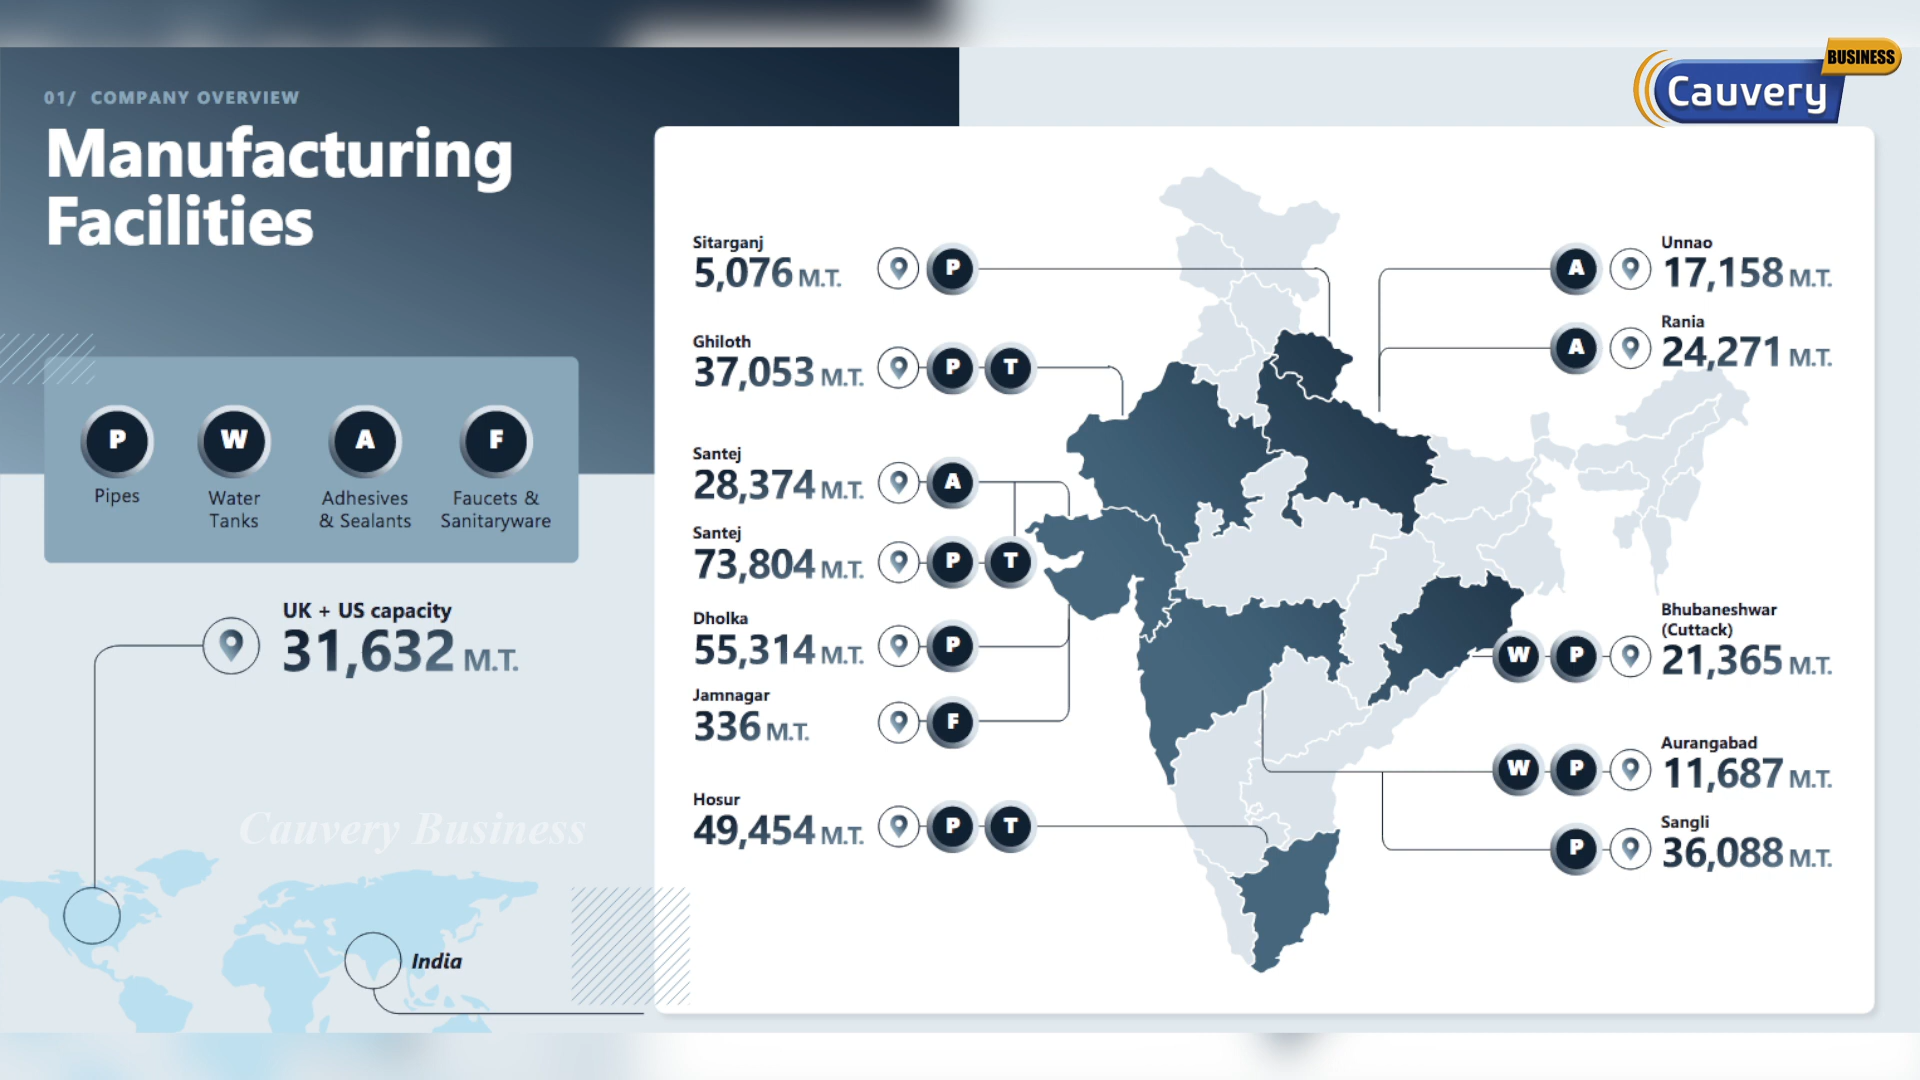 BUSINESS
Cauvery
01/ COMPANY OVERVIEW
Manufacturing
Facilities
P
W
A
F
Pipes
Water
Tanks
Adhesives
& Sealants
Faucets &
Sanitaryware
UK + US capacity
31,632 M.T.
Cauvery Business
India
Sitarganj
5,076 M.T.
P
Ghiloth
37,053 M.T.
P T
Santej
28,374 M.T.
A
Santej
73,804 M.T.
P T
Dholka
55,314 M.T.
P
Jamnagar
336 M.T.
F
Hosur
49,454 M.T.
P T
Unnao
A
17,158 M.T.
Rania
A
24,271 M.T.
Bhubaneshwar
(Cuttack)
W P
21,365 M.T.
Aurangabad
W P
11,687 M.T.
Sangli
P
36,088 M.T.